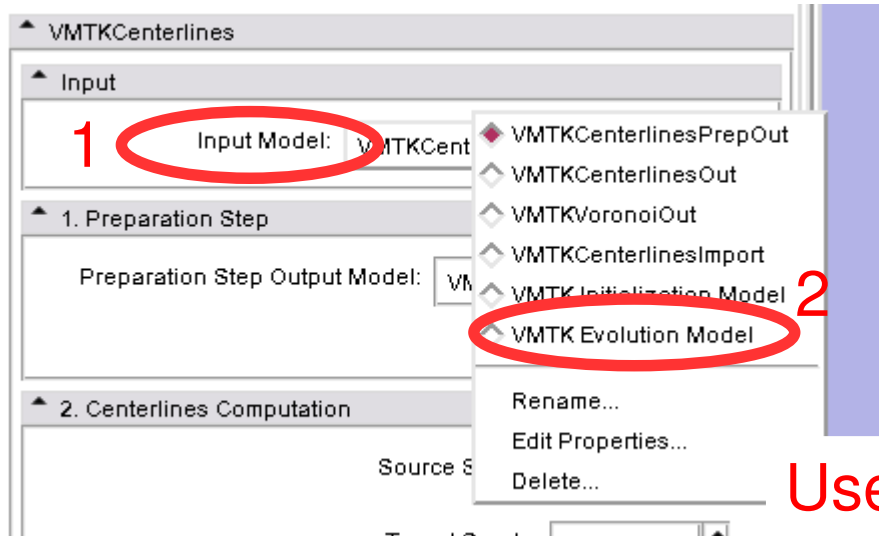 VMTKCenterlines
Input
1
Input Model:
VMTKCent
VMTKCenterlinesPrepOut
VMTKCenterlinesOut
1. Preparation Step
VMTKVoronoiOut
VMTKCenterlinesImport
Preparation Step Output Model:
VMTK Initialization Model
2
VMTK Evolution Model
2. Centerlines Computation
Rename...
Edit Properties...
Source S
Delete...
Use